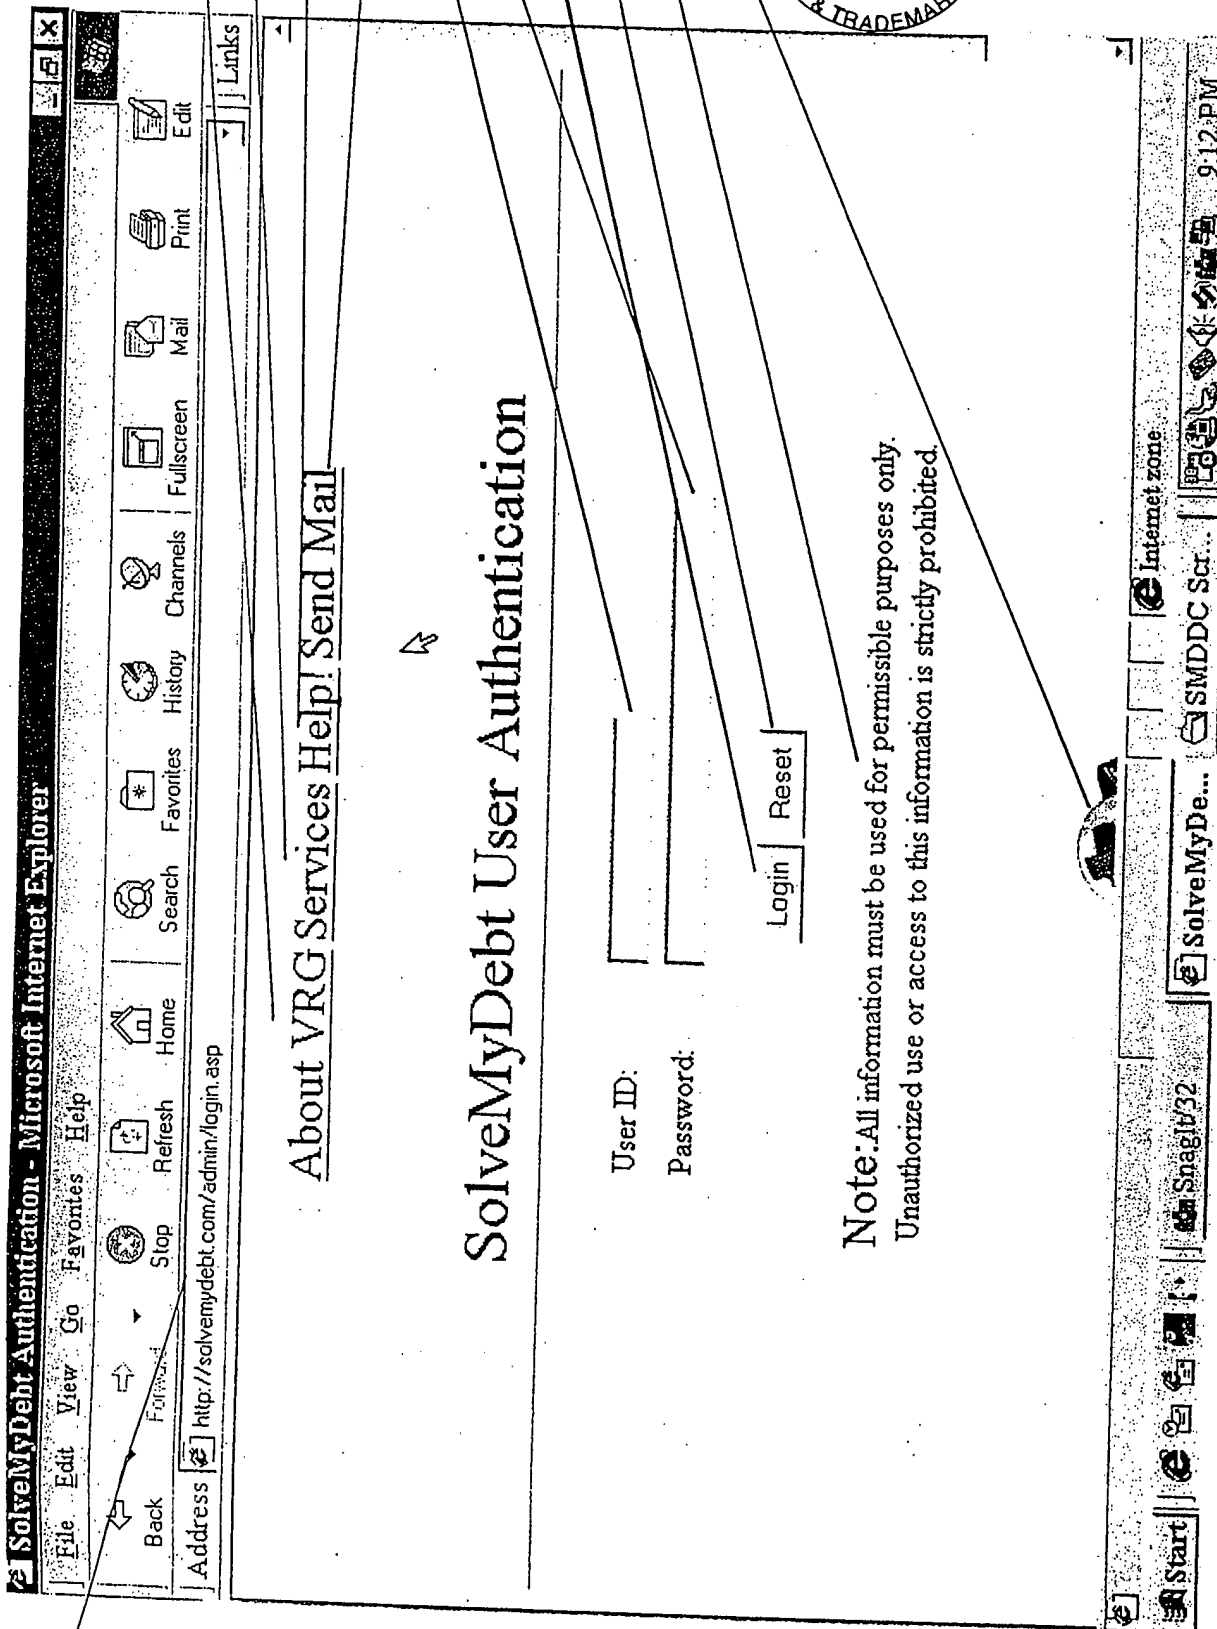 SolveMyDebt Authentication - Microsoft Internet Explorer
File Edit View Go Favorites Help
Back Forward Stop Refresh Home Search Favorites History Channels Fullscreen Mail Print Edit
Address http://solvemydebt.com/admin/login.asp Links
About VRG Services Help! Send Mail
SolveMyDebt User Authentication
User ID:
Password:
Login Reset
Note:All information must be used for permissible purposes only.
Unauthorized use or access to this information is strictly prohibited.
Internet zone
Start SnagIt/32 SolveMyDe... SMDDC Scr... 9:12 PM
& TRADEMAR